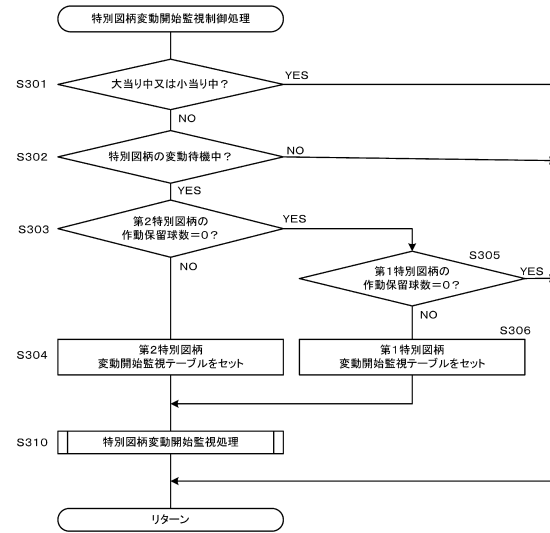 特別図柄変動開始監視制御処理
S301
大当り中又は小当り中？
YES
NO
S302
特別図柄の変動待機中？
NO
YES
S303
第2特別図柄の
作動保留球数＝0？
YES
NO
S305
第1特別図柄の
作動保留球数＝0？
YES
NO
S304
第2特別図柄
変動開始監視テーブルをセット
S306
第1特別図柄
変動開始監視テーブルをセット
S310
特別図柄変動開始監視処理
リターン